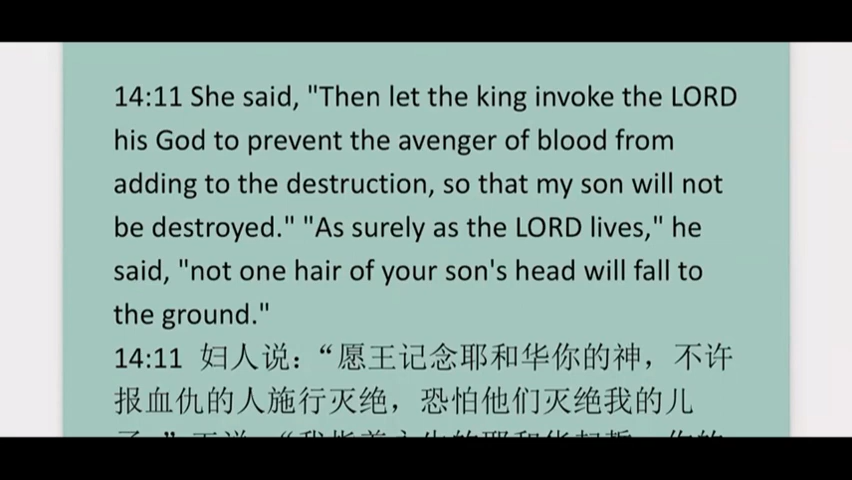 14:11 She said, "Then let the king invoke the LORD
his God to prevent the avenger of blood from
adding to the destruction, so that my son will not
be destroyed." "As surely as the LORD lives," he
said, "not one hair of your son's head will fall to
the ground."
14:11 妇人说：“愿王记念耶和华你的神，不许
报血仇的人施行灭绝，恐怕他们灭绝我的儿